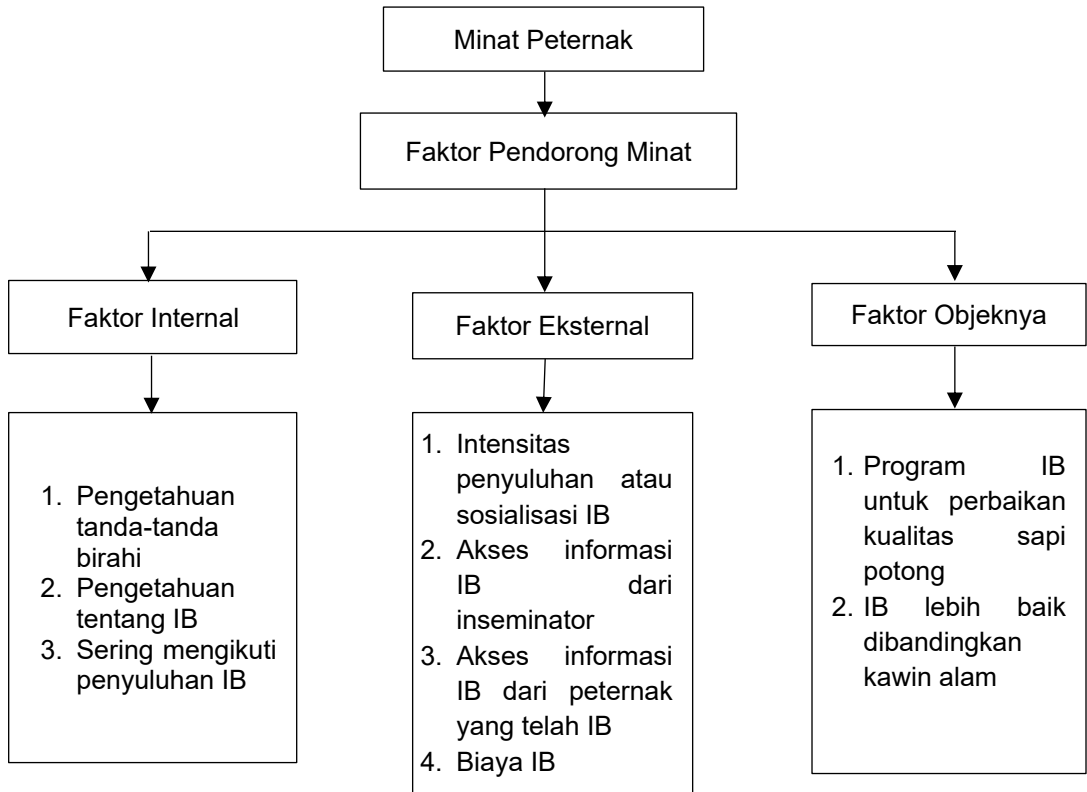 Minat Peternak
Faktor Pendorong Minat
Faktor Internal
Faktor Eksternal
Faktor Objeknya
1. Pengetahuan
tanda-tanda
birahi
2. Pengetahuan
tentang IB
3. Sering mengikuti
penyuluhan IB
1. Intensitas
penyuluhan atau
sosialisasi IB
2. Akses informasi
IB dari
inseminator
3. Akses informasi
IB dari peternak
yang telah IB
4. Biaya IB
1. Program IB
untuk perbaikan
kualitas sapi
potong
2. IB lebih baik
dibandingkan
kawin alam